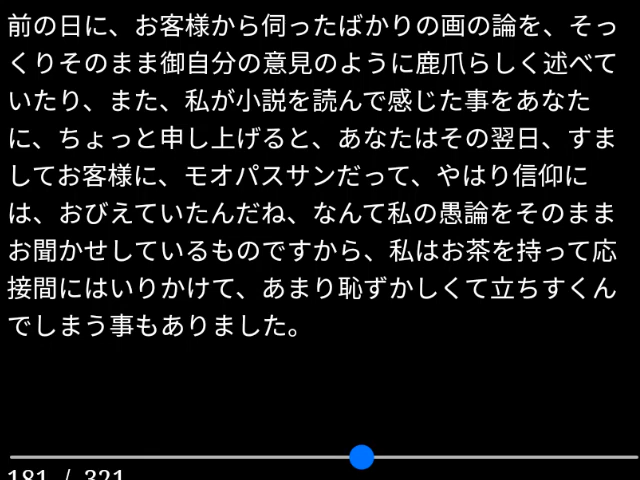 前の日に、お客様から伺ったばかりの画の論を、そっ
くりそのまま御自分の意見のように鹿爪らしく述べて
いたり、また、私が小説を読んで感じた事をあなた
に、ちょっと申し上げると、あなたはその翌日、すま
してお客様に、モオパスサンだって、やはり信仰に
は、おびえていたんだね、なんて私の愚論をそのまま
お聞かせしているものですから、私はお茶を持って応
接間にはいりかけて、あまり恥ずかしくて立ちすくん
でしまう事もありました。
181 / 321